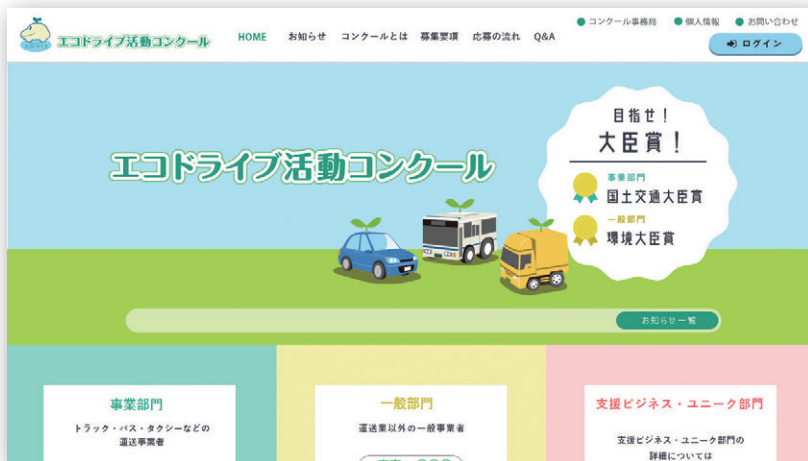 コンクール事務局 個人情報 お問い合わせ
エコドライブ活動コンクール HOME お知らせ コンクールとは 募集要項 応募の流れ Q&A
ログイン
目指せ!
大臣賞!
エコドライブ活動コンクール
事業部門
国土交通大臣賞
一般部門
環境大臣賞
お知らせ一覧
事業部門
トラック・バス・タクシーなどの
運送事業者
一般部門
運送業以外の一般事業者
支援ビジネス・ユニーク部門
支援ビジネス・ユニーク部門の
詳細については